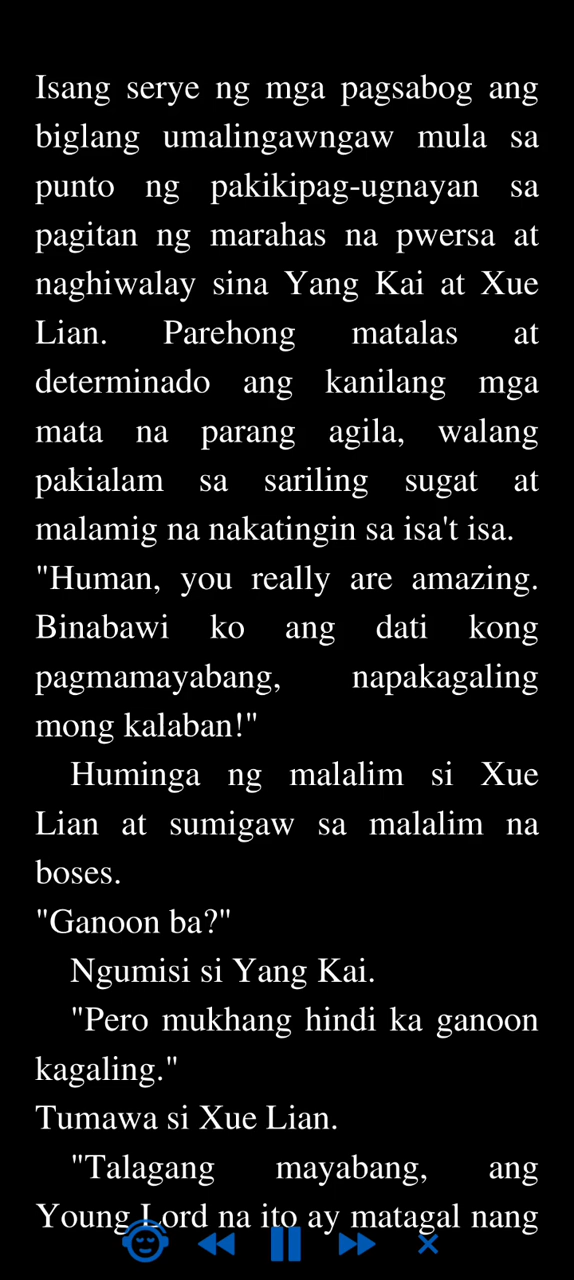 Isang serye ng mga pagsabog ang
biglang umalingawngaw mula sa
punto ng pakikipag-ugnayan sa
pagitan ng marahas na pwersa at
naghiwalay sina Yang Kai at Xue
Lian. Parehong matalas at
determinado ang kanilang mga
mata na parang agila, walang
pakialam sa sariling sugat at
malamig na nakatingin sa isa't isa.
"Human, you really are amazing.
Binabawi ko ang dati kong
pagmamayabang, napakagaling
mong kalaban!"
Huminga ng malalim si Xue
Lian at sumigaw sa malalim na
boses.
"Ganoon ba?"
Ngumisi si Yang Kai.
"Pero mukhang hindi ka ganoon
kagaling."
Tumawa si Xue Lian.
"Talagang mayabang, ang
Young Lord na ito ay matagal nang